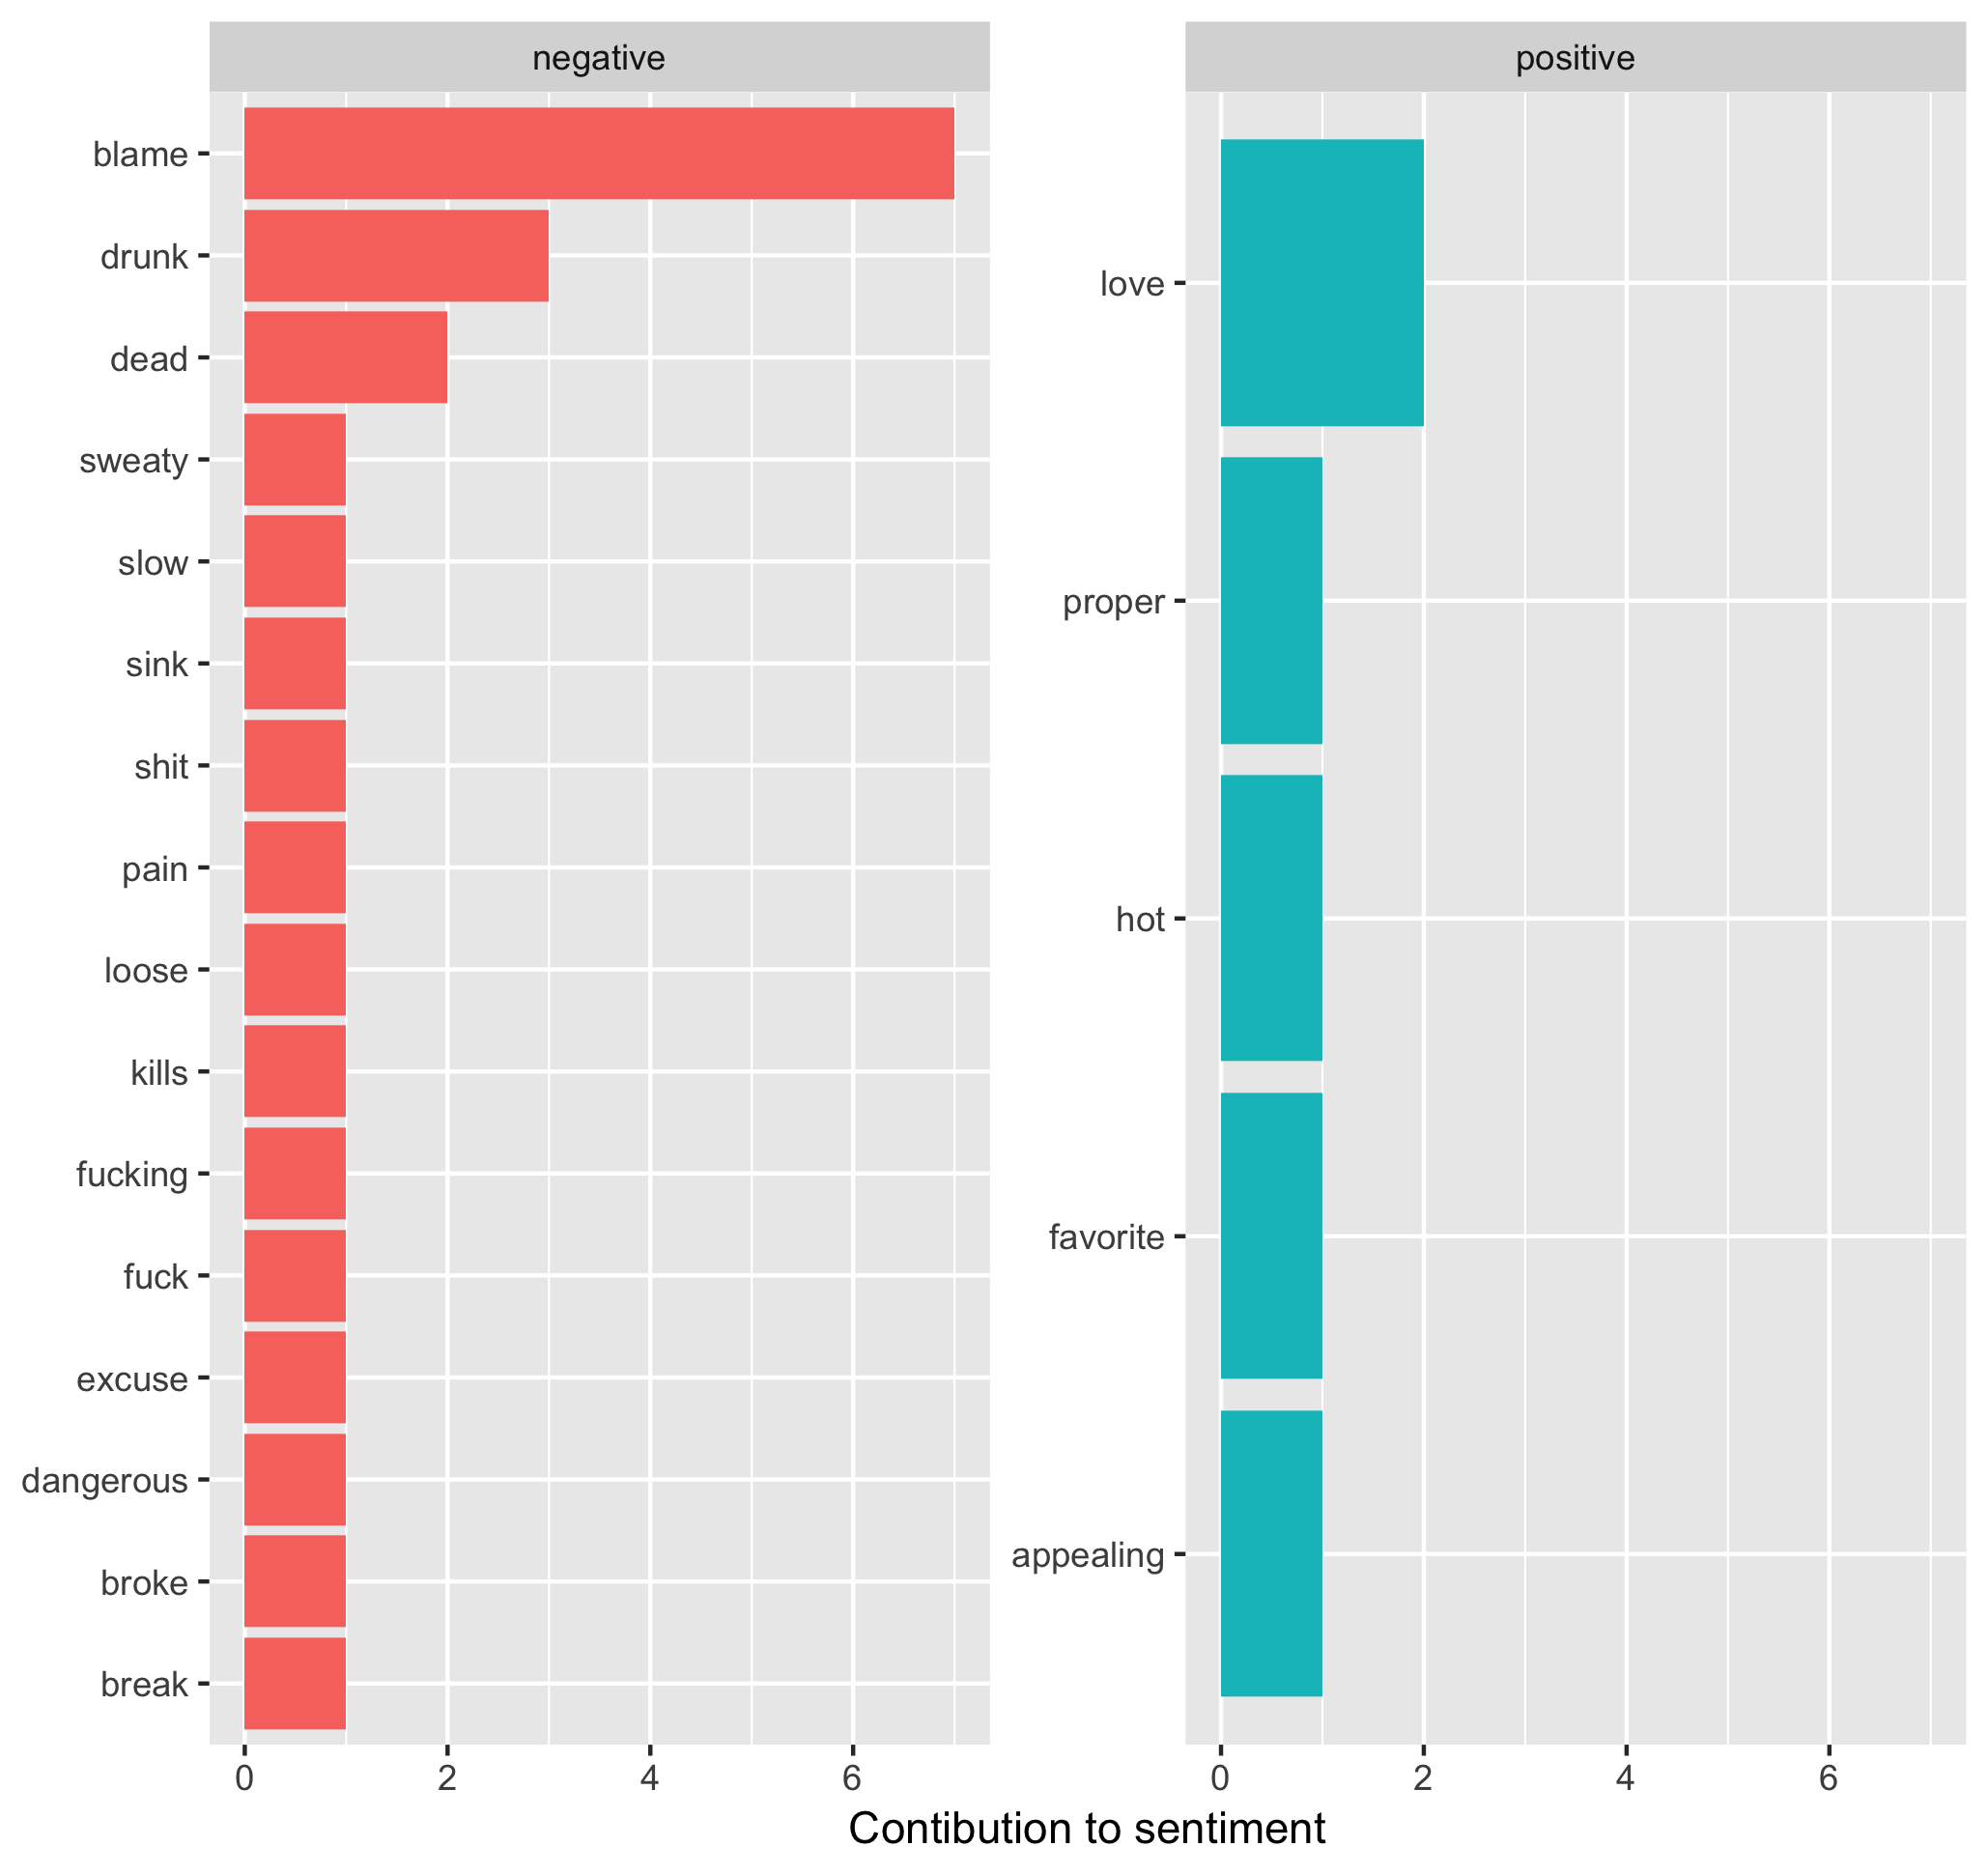 negative
blame
drunk
dead
sweaty
slow
sink
shit
pain
loose
kills
fucking
fuck
excuse
dangerous
broke
break
0 2 4 6
positive
love
proper
hot
favorite
appealing
0 2 4 6
Contibution to sentiment